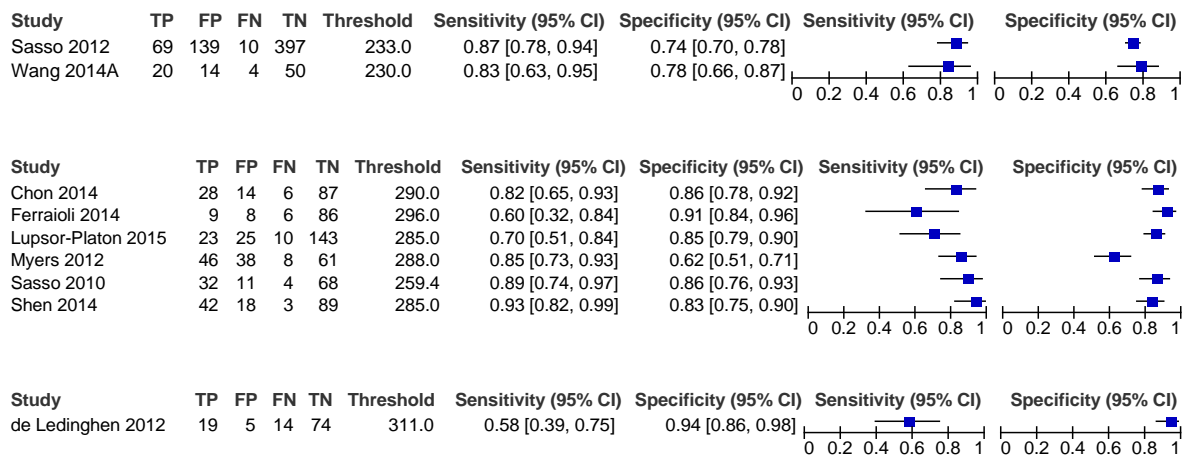 Study TP FP FN TN Threshold Sensitivity (95% CI) Specificity (95% CI) Sensitivity (95% CI) Specificity (95% CI)
Sasso 2012 69 139 10 397 233.0 0.87 [0.78, 0.94] 0.74 [0.70, 0.78]
Wang 2014A 20 14 4 50 230.0 0.83 [0.63, 0.95] 0.78 [0.66, 0.87]
0 0.2 0.4 0.6 0.8 1 0 0.2 0.4 0.6 0.8 1
Study TP FP FN TN Threshold Sensitivity (95% CI) Specificity (95% CI) Sensitivity (95% CI) Specificity (95% CI)
Chon 2014 28 14 6 87 290.0 0.82 [0.65, 0.93] 0.86 [0.78, 0.92]
Ferraioli 2014 9 8 6 86 296.0 0.60 [0.32, 0.84] 0.91 [0.84, 0.96]
Lupsor-Platon 2015 23 25 10 143 285.0 0.70 [0.51, 0.84] 0.85 [0.79, 0.90]
Myers 2012 46 38 8 61 288.0 0.85 [0.73, 0.93] 0.62 [0.51, 0.71]
Sasso 2010 32 11 4 68 259.4 0.89 [0.74, 0.97] 0.86 [0.76, 0.93]
Shen 2014 42 18 3 89 285.0 0.93 [0.82, 0.99] 0.83 [0.75, 0.90]
0 0.2 0.4 0.6 0.8 1 0 0.2 0.4 0.6 0.8 1
Study TP FP FN TN Threshold Sensitivity (95% CI) Specificity (95% CI) Sensitivity (95% CI) Specificity (95% CI)
de Ledinghen 2012 19 5 14 74 311.0 0.58 [0.39, 0.75] 0.94 [0.86, 0.98]
0 0.2 0.4 0.6 0.8 1 0 0.2 0.4 0.6 0.8 1